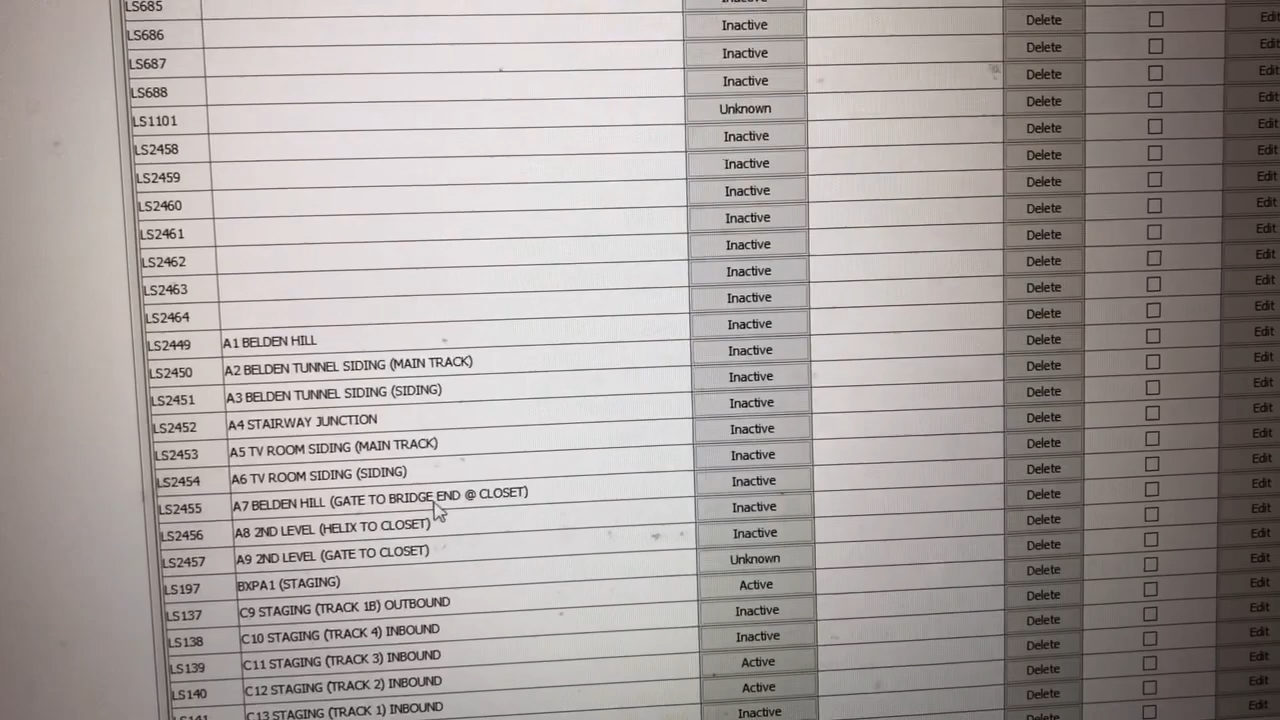 LS685 Inactive
LS686 Inactive Delete Edit
LS687 Inactive Delete Edit
LS688 Inactive Delete Edit
LS1101 Unknown Delete Edit
LS2458 Inactive Delete Edit
LS2459 Inactive Delete Edit
LS2460 Inactive Delete Edit
LS2461 Inactive Delete Edit
LS2462 Inactive Delete Edit
LS2463 Inactive Delete Edit
LS2464 Inactive Delete Edit
LS2449 A1 BELDEN HILL Inactive Delete Edit
LS2450 A2 BELDEN TUNNEL SIDING (MAIN TRACK) Inactive Delete Edit
LS2451 A3 BELDEN TUNNEL SIDING (SIDING) Inactive Delete Edit
LS2452 A4 STAIRWAY JUNCTION Inactive Delete Edit
LS2453 A5 TV ROOM SIDING (MAIN TRACK) Inactive Delete Edit
LS2454 A6 TV ROOM SIDING (SIDING) Inactive Delete Edit
LS2455 A7 BELDEN HILL (GATE TO BRIDGE END @ CLOSET) Inactive Delete Edit
LS2456 A8 2ND LEVEL (HELIX TO CLOSET) Inactive Delete Edit
LS2457 A9 2ND LEVEL (GATE TO CLOSET) Inactive Delete Edit
LS197 BXPA1 (STAGING) Unknown Delete Edit
LS137 C9 STAGING (TRACK 1B) OUTBOUND Active Delete Edit
LS138 C10 STAGING (TRACK 4) INBOUND Inactive Delete Edit
LS139 C11 STAGING (TRACK 3) INBOUND Inactive Delete Edit
LS140 C12 STAGING (TRACK 2) INBOUND Active Delete Edit
LS141 C13 STAGING (TRACK 1) INBOUND Active Delete Edit
Inactive Delete Edit